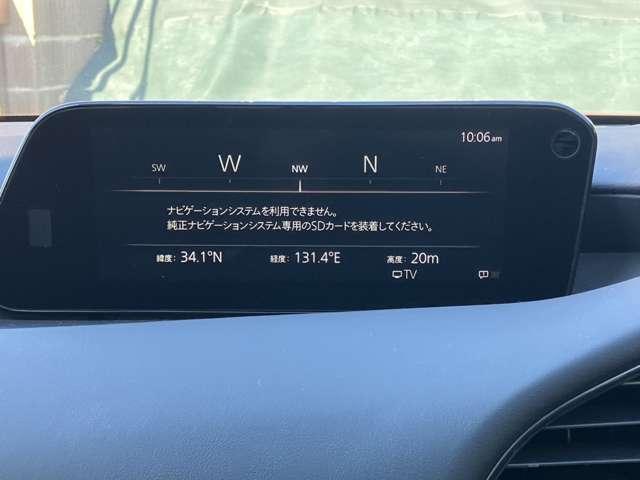 10:06am
SW W NW N NE
ナビゲーションシステムを利用できません。
純正ナビゲーションシステム専用のSDカードを装着してください。
緯度: 34.1°N 経度: 131.4°E 高度: 20m
TV